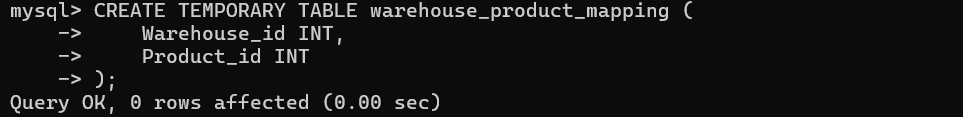 mysql> CREATE TEMPORARY TABLE warehouse_product_mapping (
    ->     Warehouse_id INT,
    ->     Product_id INT
    -> );
Query OK, 0 rows affected (0.00 sec)